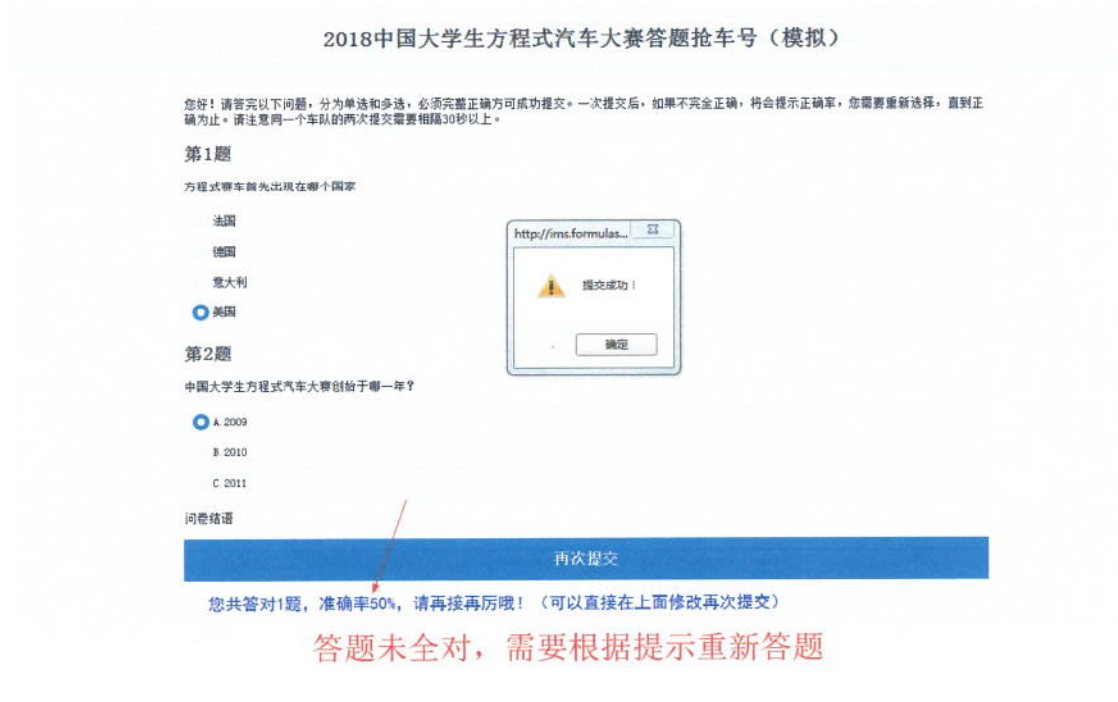 2018中国大学生方程式汽车大赛答题抢车号（模拟）
您好！请答完以下问题，分为单选和多选，必须完整正确方可成功提交。一次提交后，如果不完全正确，将会提示正确率，您需要重新选择，直到正
确为止。请注意同一个车队的两次提交需要相隔30秒以上。
第1题
方程式赛车首先出现在哪个国家
法国
德国
意大利
美国
http://ims.formulas...
提交成功！
确定
第2题
中国大学生方程式汽车大赛创始于哪一年？
A. 2009
B. 2010
C. 2011
问卷结语
再次提交
您共答对1题，准确率50%，请再接再厉哦！（可以直接在上面修改再次提交）
答题未全对，需要根据提示重新答题